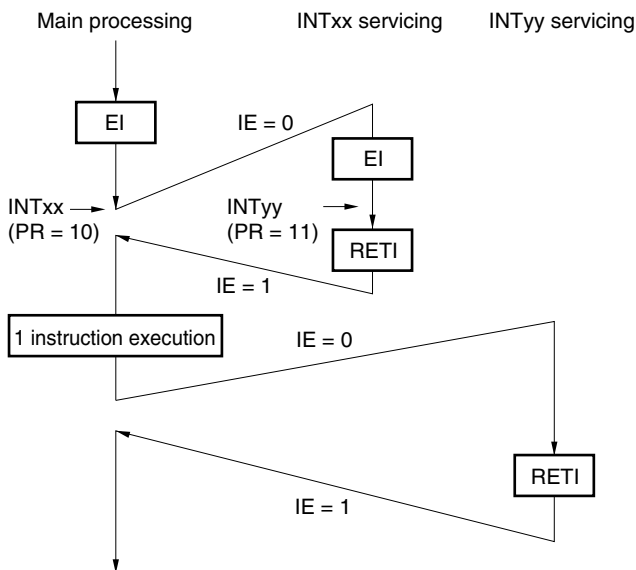 Main processing
INTxx servicing
INTyy servicing
EI
IE = 0
EI
INTxx
(PR = 10)
INTyy
(PR = 11)
RETI
IE = 1
1 instruction execution
IE = 0
RETI
IE = 1